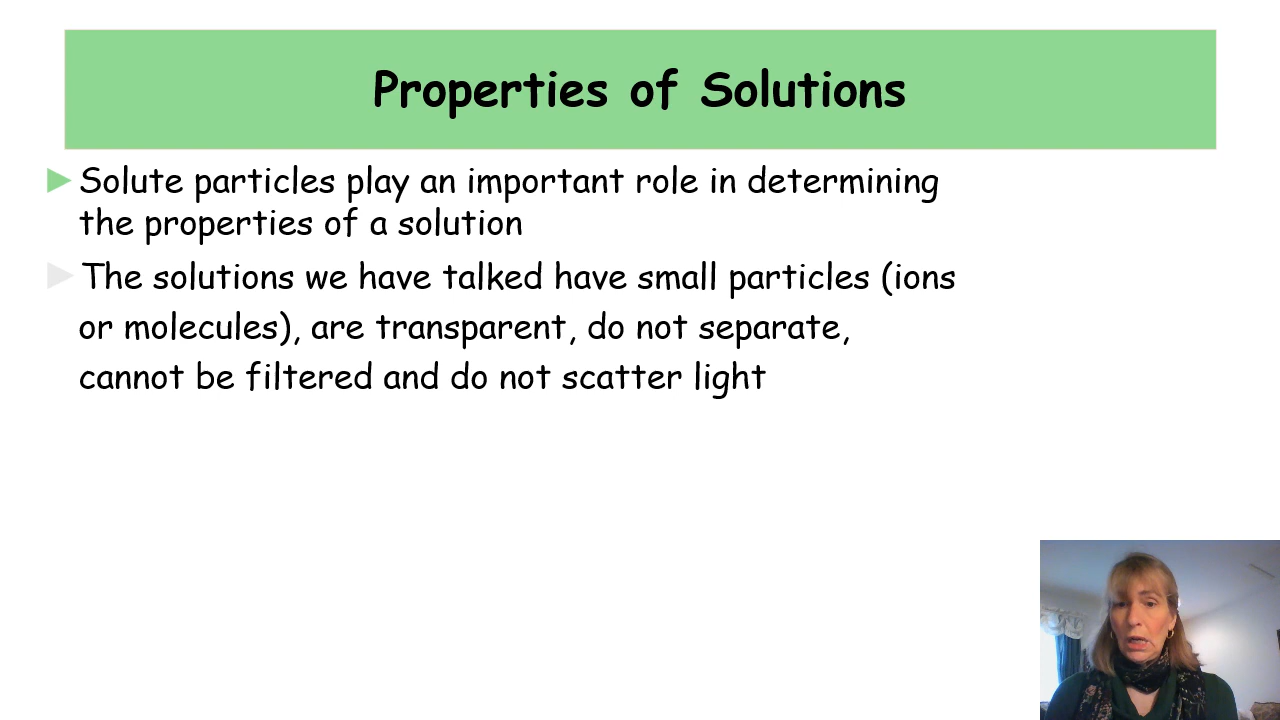 Properties of Solutions
Solute particles play an important role in determining
the properties of a solution
The solutions we have talked have small particles (ions
or molecules), are transparent, do not separate,
cannot be filtered and do not scatter light